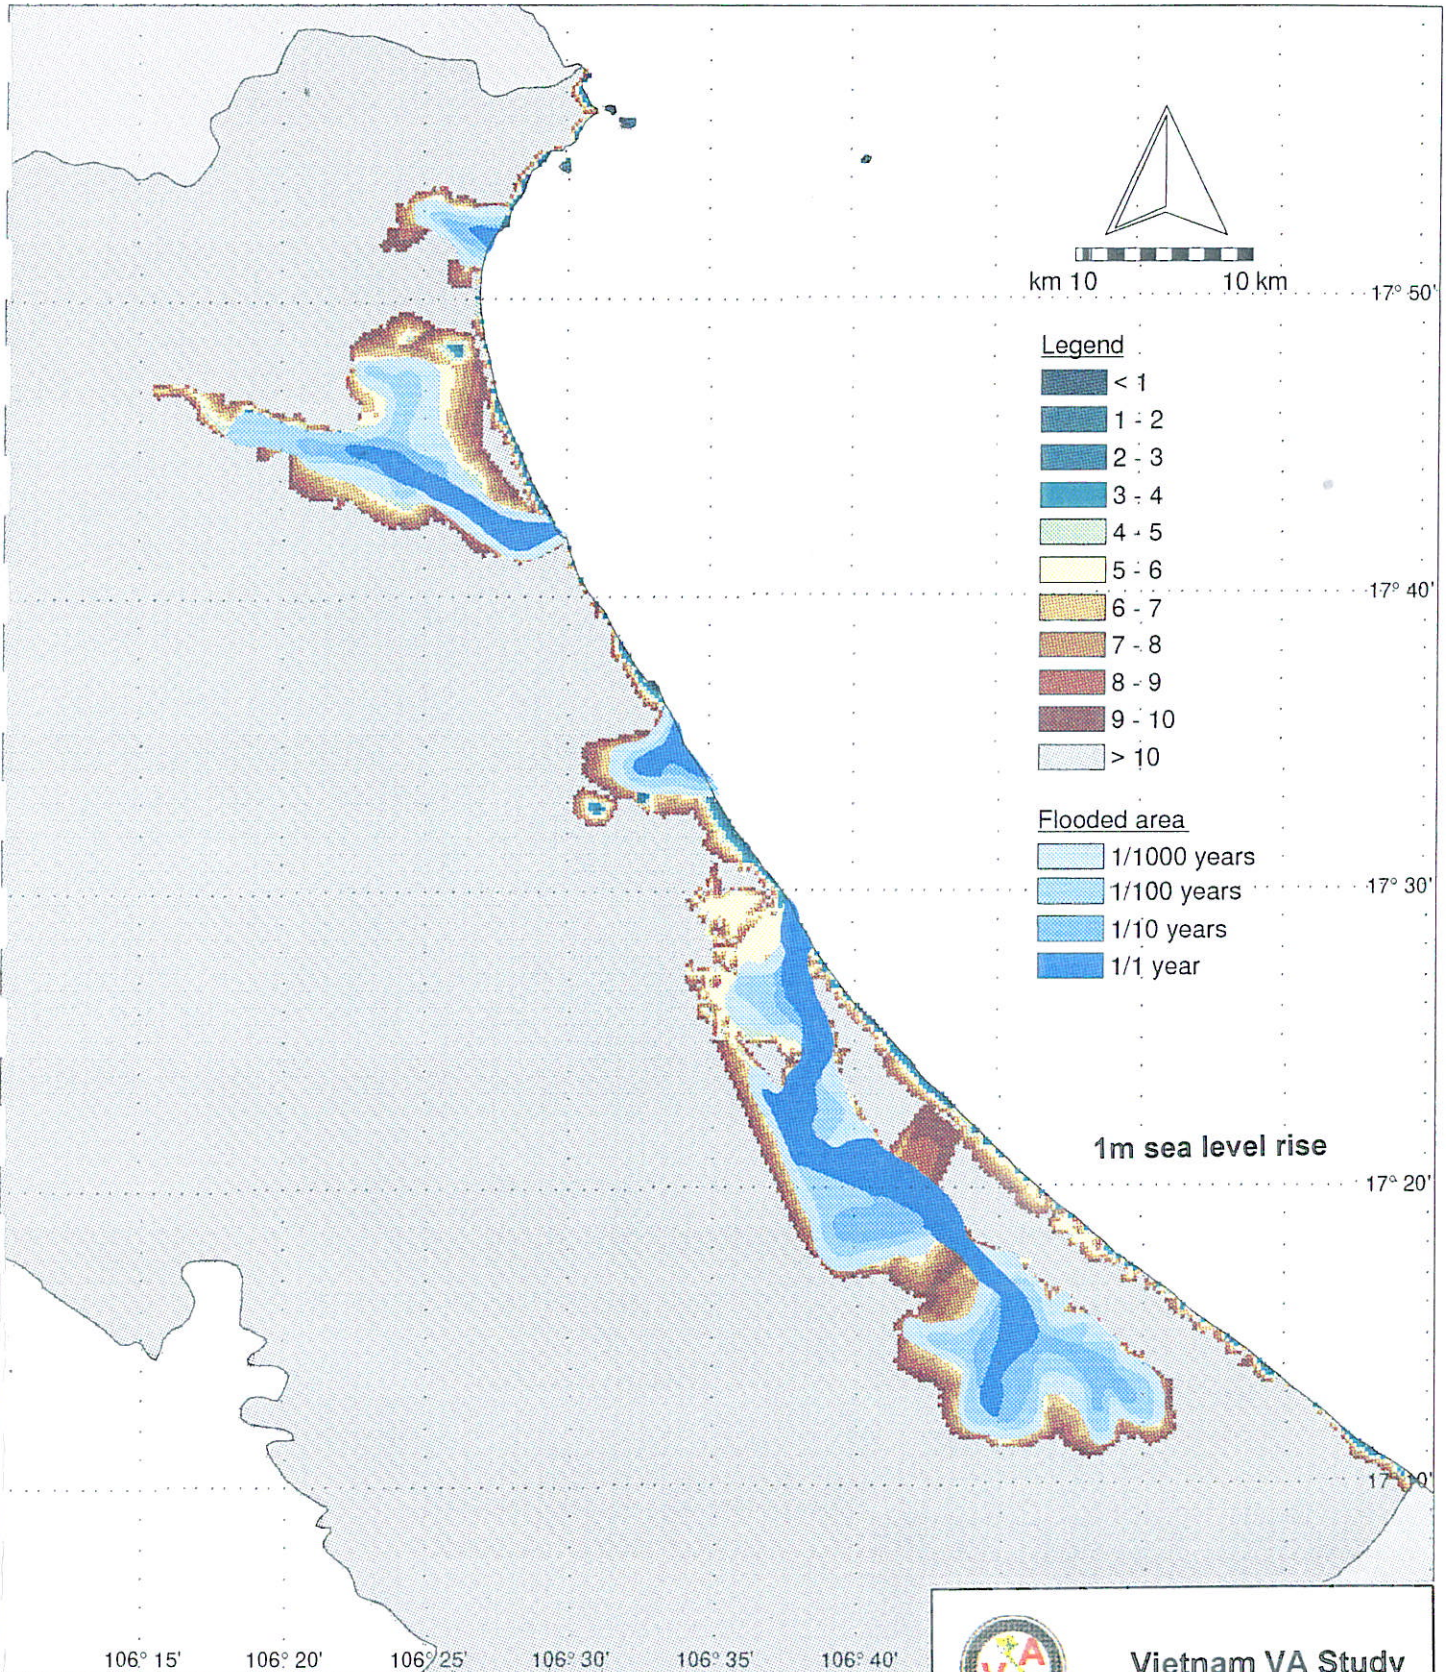 km 10 10 km
17° 50'
Legend
< 1
1 - 2
2 - 3
3 - 4
4 - 5
5 - 6
6 - 7
17° 40'
7 - 8
8 - 9
9 - 10
> 10
Flooded area
1/1000 years
1/100 years
17° 30'
1/10 years
1/1 year
1m sea level rise
17° 20'
17° 10'
VA
Vietnam VA Study
106° 15' 106° 20' 106° 25' 106° 30' 106° 35' 106° 40'